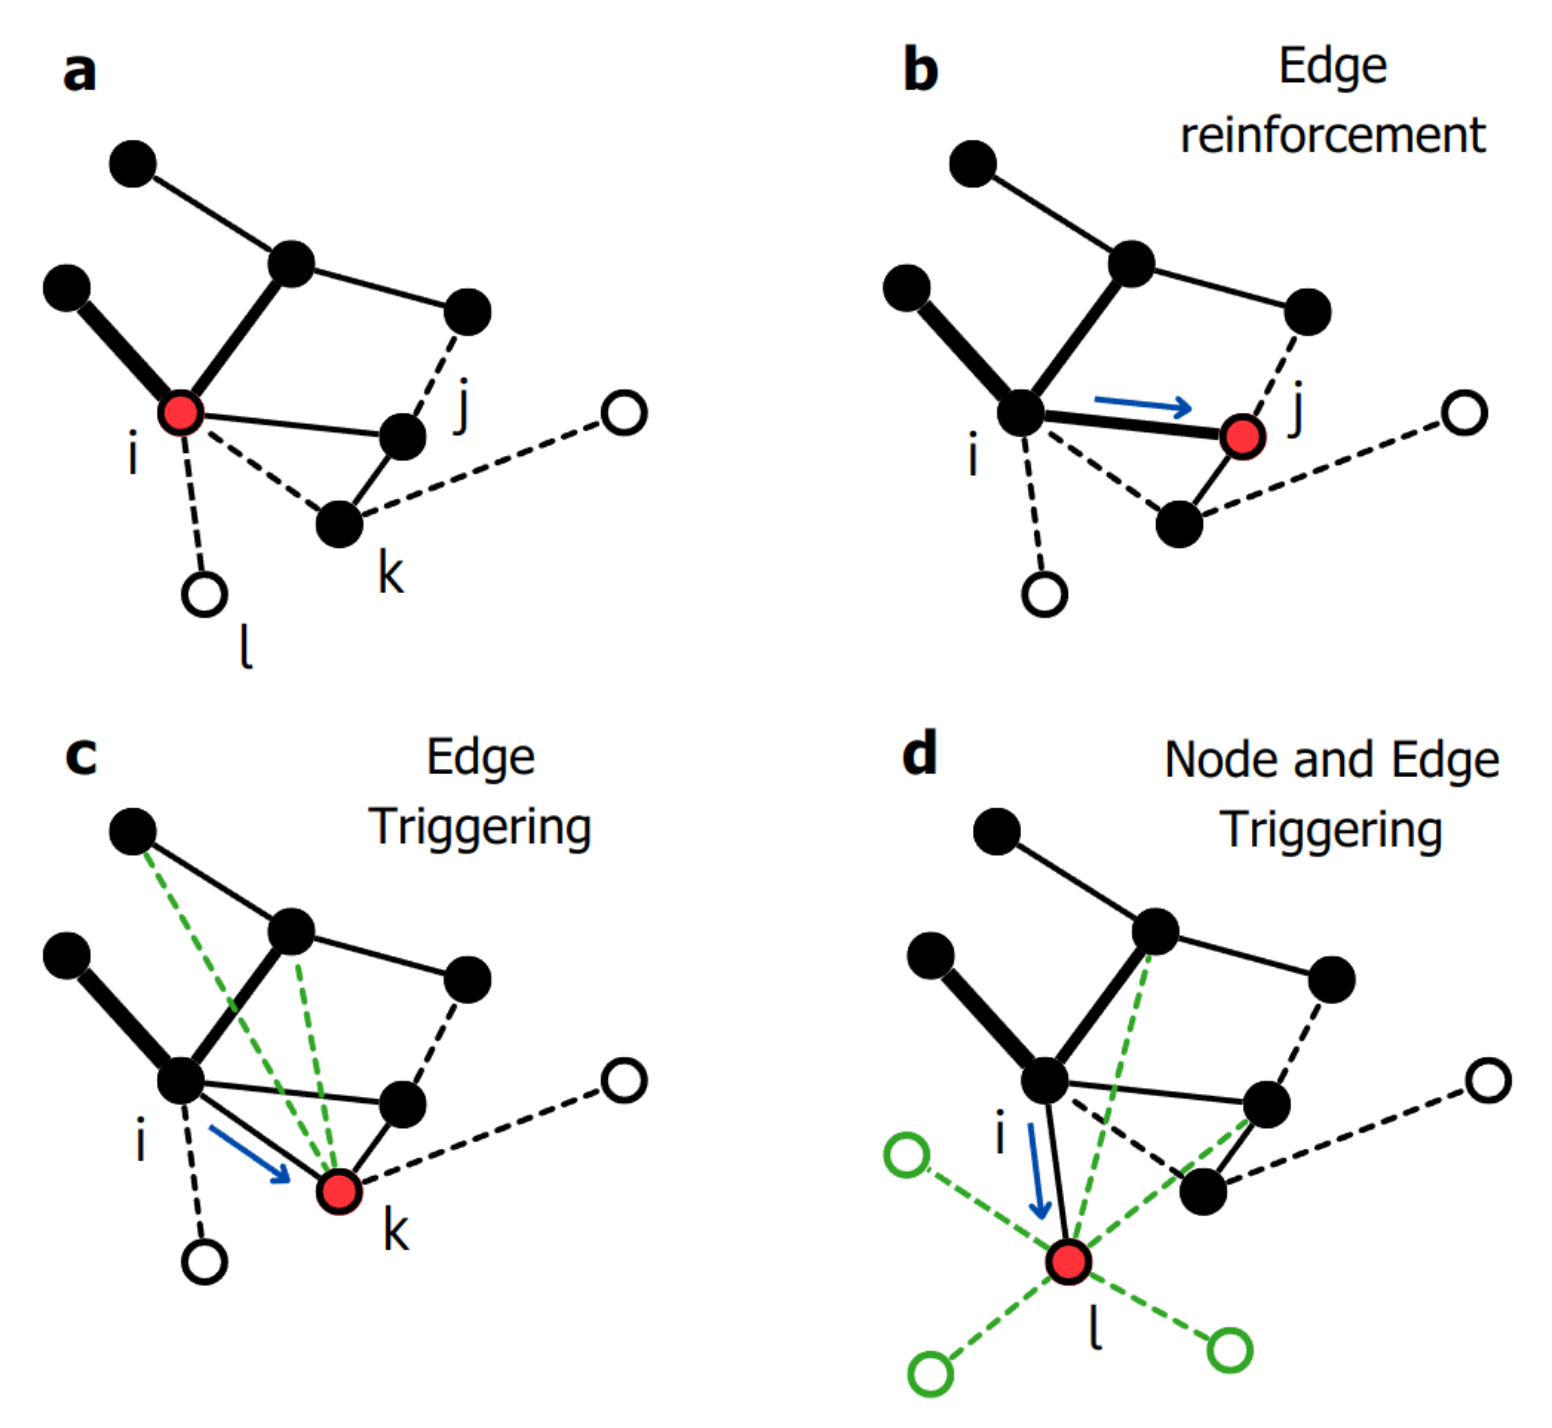 a
j
i
k
l
b
Edge
reinforcement
j
i
c
Edge
Triggering
i
k
d
Node and Edge
Triggering
i
l